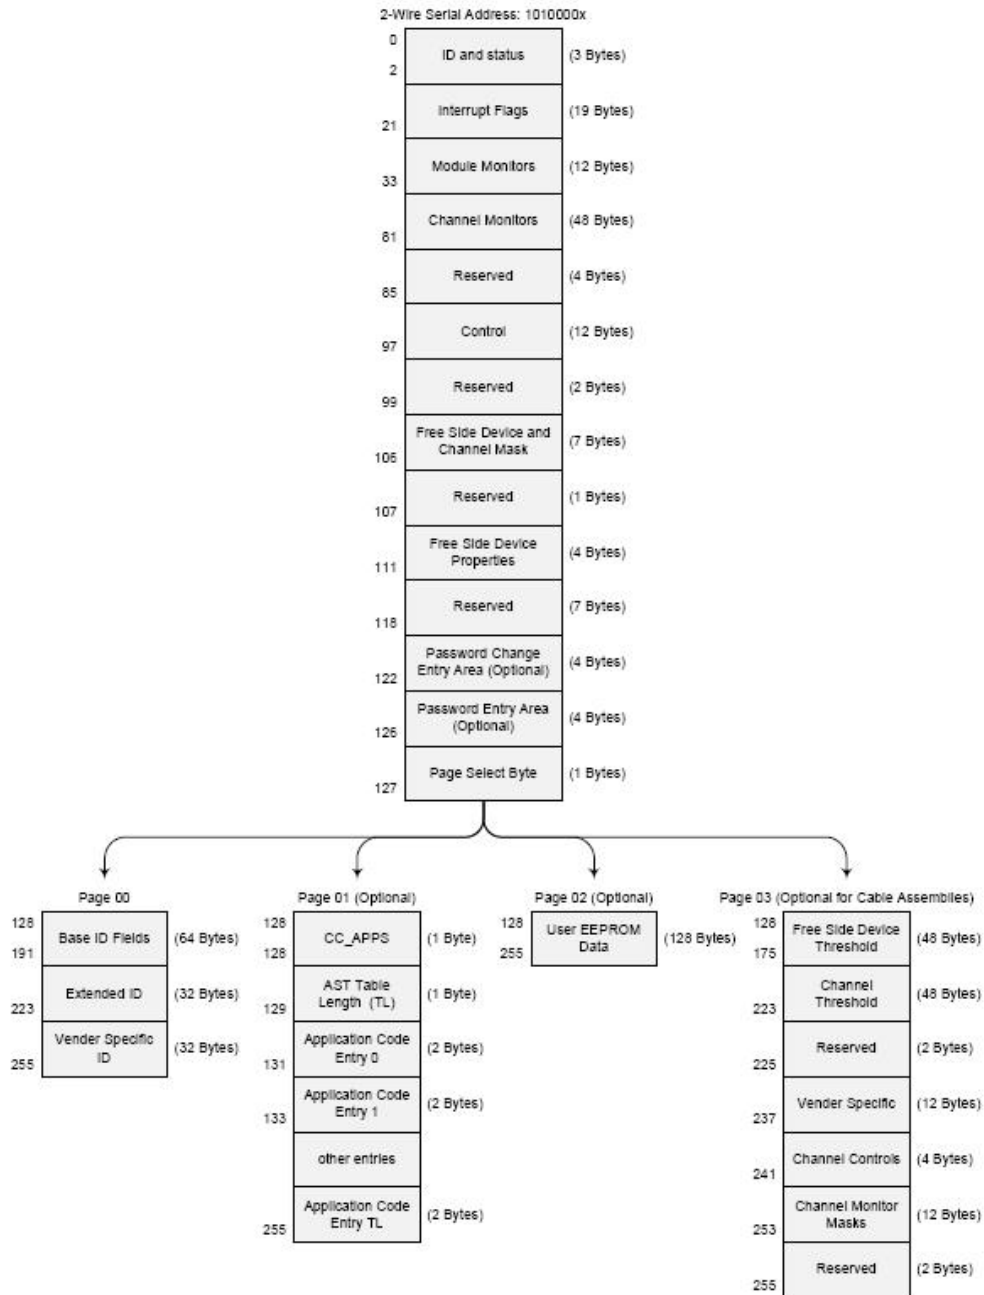 2-Wire Serial Address: 1010000x
0
ID and status (3 Bytes)
2
Interrupt Flags (19 Bytes)
21
Module Monitors (12 Bytes)
33
Channel Monitors (48 Bytes)
81
Reserved (4 Bytes)
85
Control (12 Bytes)
97
Reserved (2 Bytes)
99
Free Side Device and
Channel Mask
(7 Bytes)
106
Reserved (1 Bytes)
107
Free Side Device
Properties
(4 Bytes)
111
Reserved (7 Bytes)
118
Password Change
Entry Area (Optional)
(4 Bytes)
122
Password Entry Area
(Optional)
(4 Bytes)
126
Page Select Byte (1 Bytes)
127
Page 00
128
Base ID Fields (64 Bytes)
191
Extended ID (32 Bytes)
223
Vender Specific
ID
(32 Bytes)
255
Page 01 (Optional)
128
CC_APPS (1 Byte)
128
AST Table
Length (TL)
(1 Byte)
129
Application Code
Entry 0
(2 Bytes)
131
Application Code
Entry 1
(2 Bytes)
133
other entries
Application Code
Entry TL
(2 Bytes)
255
Page 02 (Optional)
128
User EEPROM
Data
(128 Bytes)
255
Page 03 (Optional for Cable Assemblies)
128
Free Side Device
Threshold
(48 Bytes)
175
Channel
Threshold
(48 Bytes)
223
Reserved (2 Bytes)
225
Vender Specific (12 Bytes)
237
Channel Controls (4 Bytes)
241
Channel Monitor
Masks
(12 Bytes)
253
Reserved (2 Bytes)
255